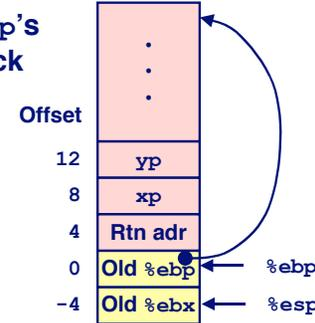 p's
ck
Offset
12 yp
8 xp
4 Rtn adr
0 Old %ebp %ebp
-4 Old %ebx %esp